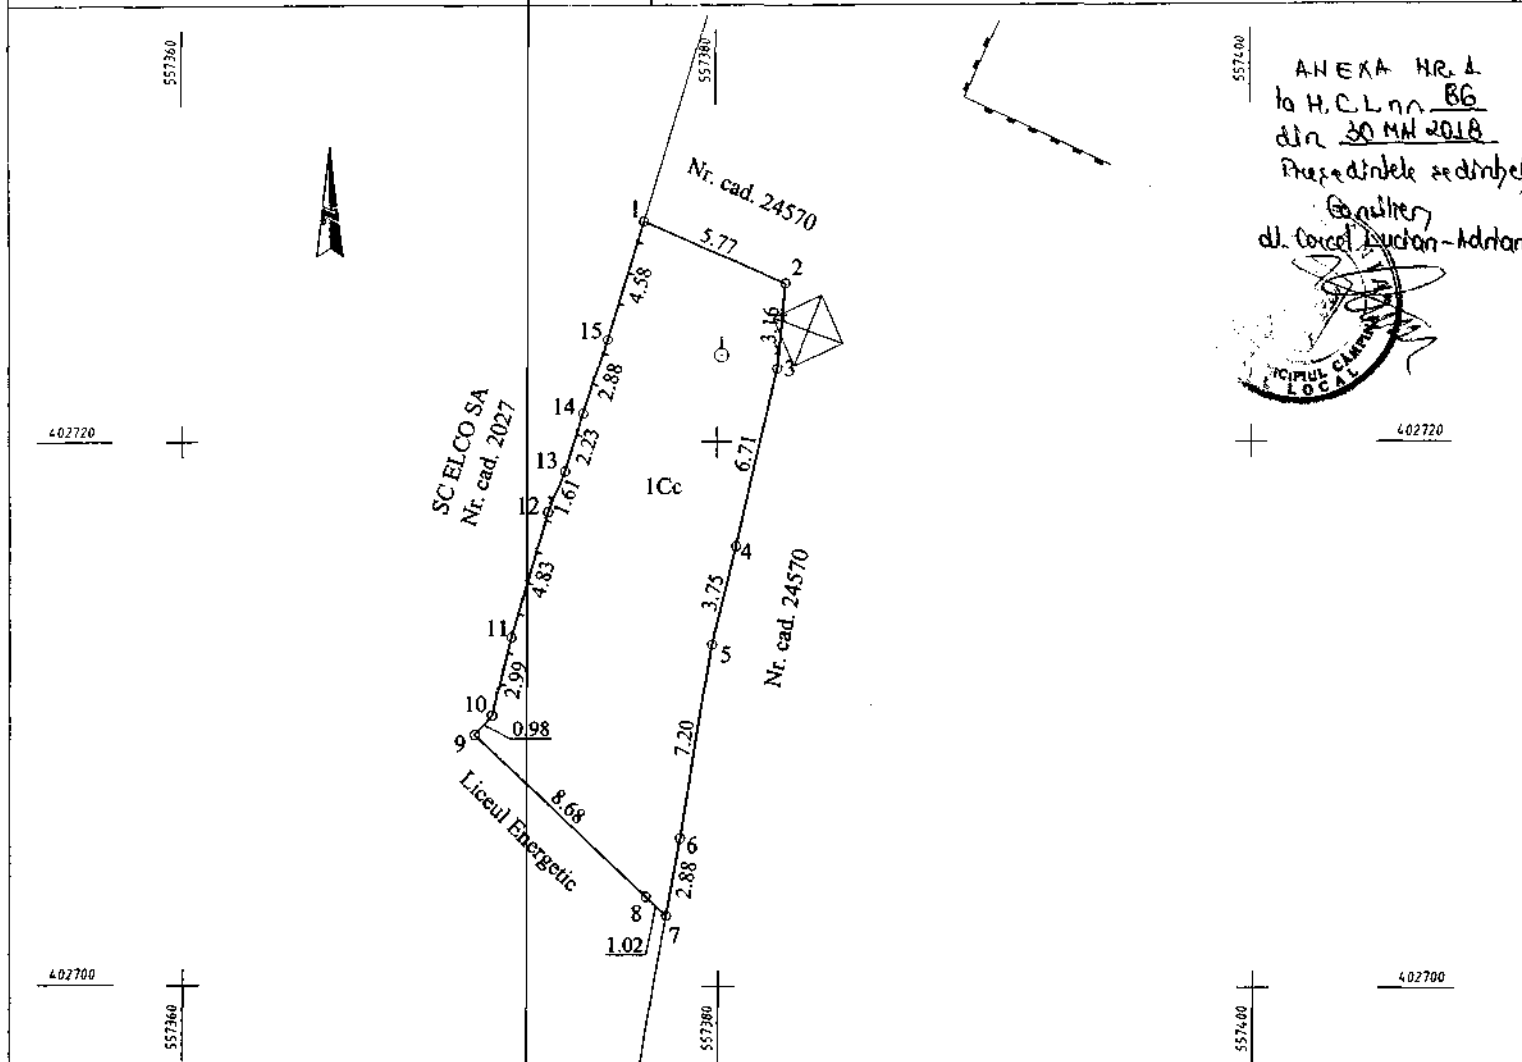 557360
557380
557400
ANEXA NR. 1
la H.C.L nr. 86
din 30 MAI 2018
Președintele ședinței,
Consilier,
dl. Lucian-Adrian
CIPIUL CÂMPINA
L LOCAL
Nr. cad. 24570
1
5.77
2
4.58
3.16
15
1
3
2.88
14
SC ELCO SA
Nr. cad. 2027
402720
402720
2.23
6.71
13
1Cc
1.61
12
4
4.83
3.75
Nr. cad. 24570
11
5
2.99
10
0.98
9
7.20
Liceul Energetic
8.68
6
2.88
8
7
1.02
402700
402700
557360
557380
557400